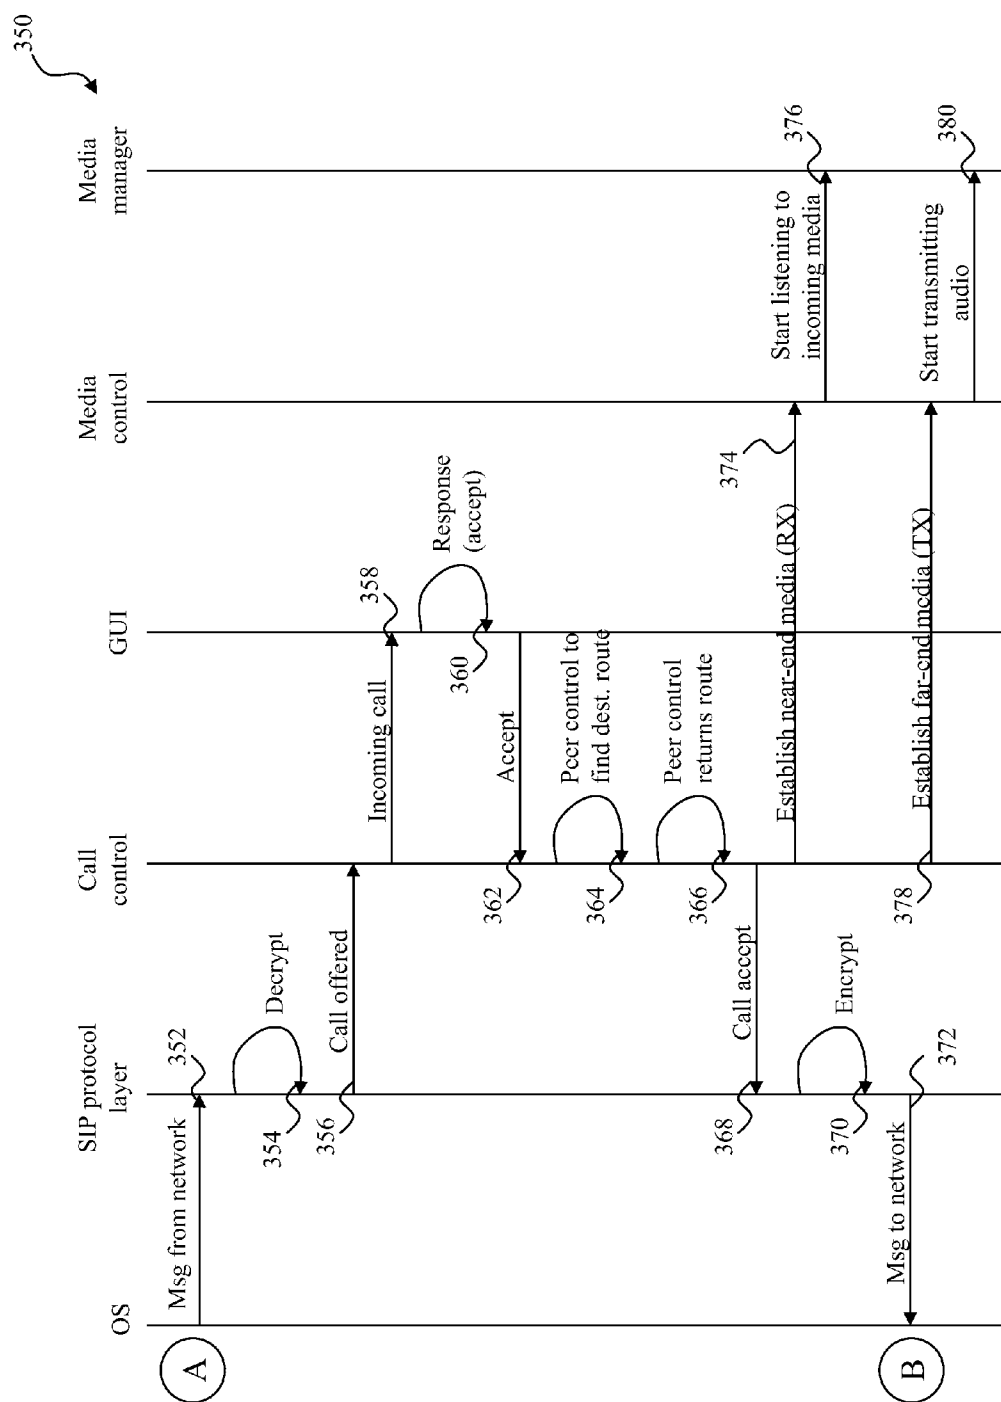 350
OS
SIP protocol
layer
Call
control
GUI
Media
control
Media
manager
A
Msg from network
352
Decrypt
354
Call offered
356
Incoming call
358
Response
(accept)
360
Accept
362
Peer control to
find dest. route
364
Peer control
returns route
366
Call accept
368
Encrypt
370
B
Msg to network
372
Establish near-end media (RX)
374
Start listening to
incoming media
376
Establish far-end media (TX)
378
Start transmitting
audio
380